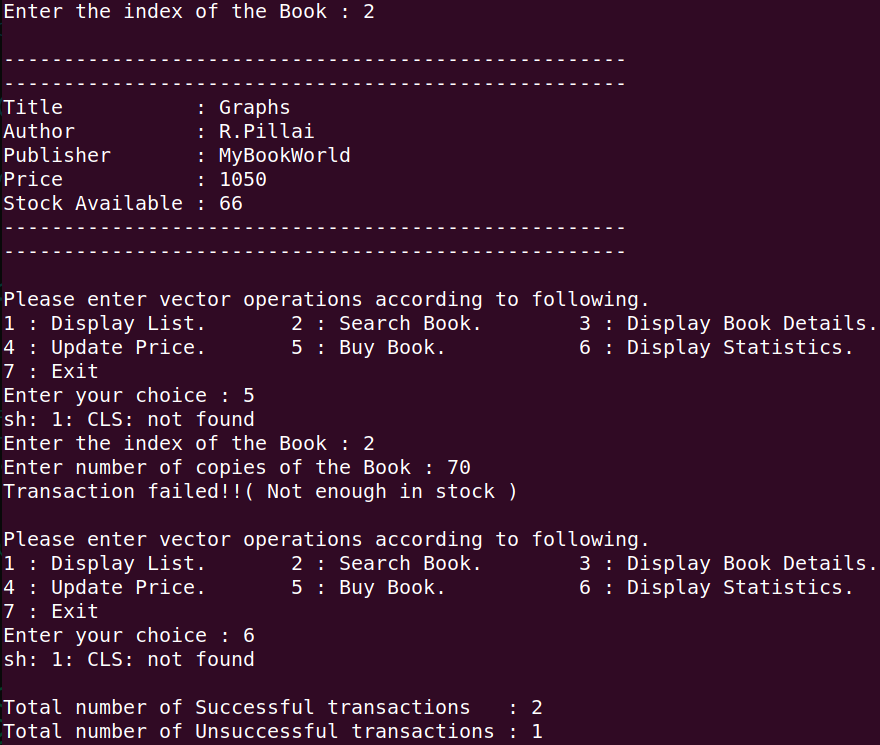 Enter the index of the Book : 2
----------------------------------------------------
----------------------------------------------------
Title           : Graphs
Author          : R.Pillai
Publisher       : MyBookWorld
Price           : 1050
Stock Available : 66
----------------------------------------------------
----------------------------------------------------
Please enter vector operations according to following.
1 : Display List.       2 : Search Book.        3 : Display Book Details.
4 : Update Price.       5 : Buy Book.           6 : Display Statistics.
7 : Exit
Enter your choice : 5
sh: 1: CLS: not found
Enter the index of the Book : 2
Enter number of copies of the Book : 70
Transaction failed!!( Not enough in stock )
Please enter vector operations according to following.
1 : Display List.       2 : Search Book.        3 : Display Book Details.
4 : Update Price.       5 : Buy Book.           6 : Display Statistics.
7 : Exit
Enter your choice : 6
sh: 1: CLS: not found
Total number of Successful transactions   : 2
Total number of Unsuccessful transactions : 1